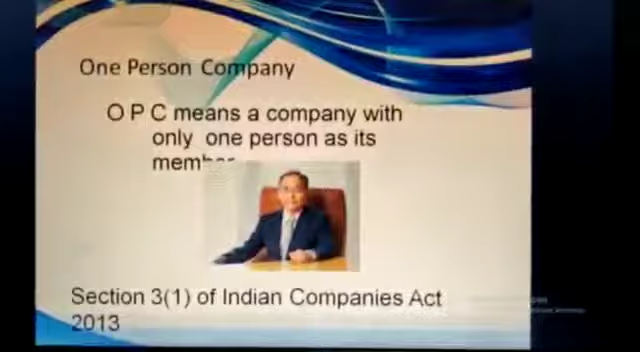 One Person Company
O P C means a company with
only one person as its
Section 3(1) of Indian Companies Act
2013